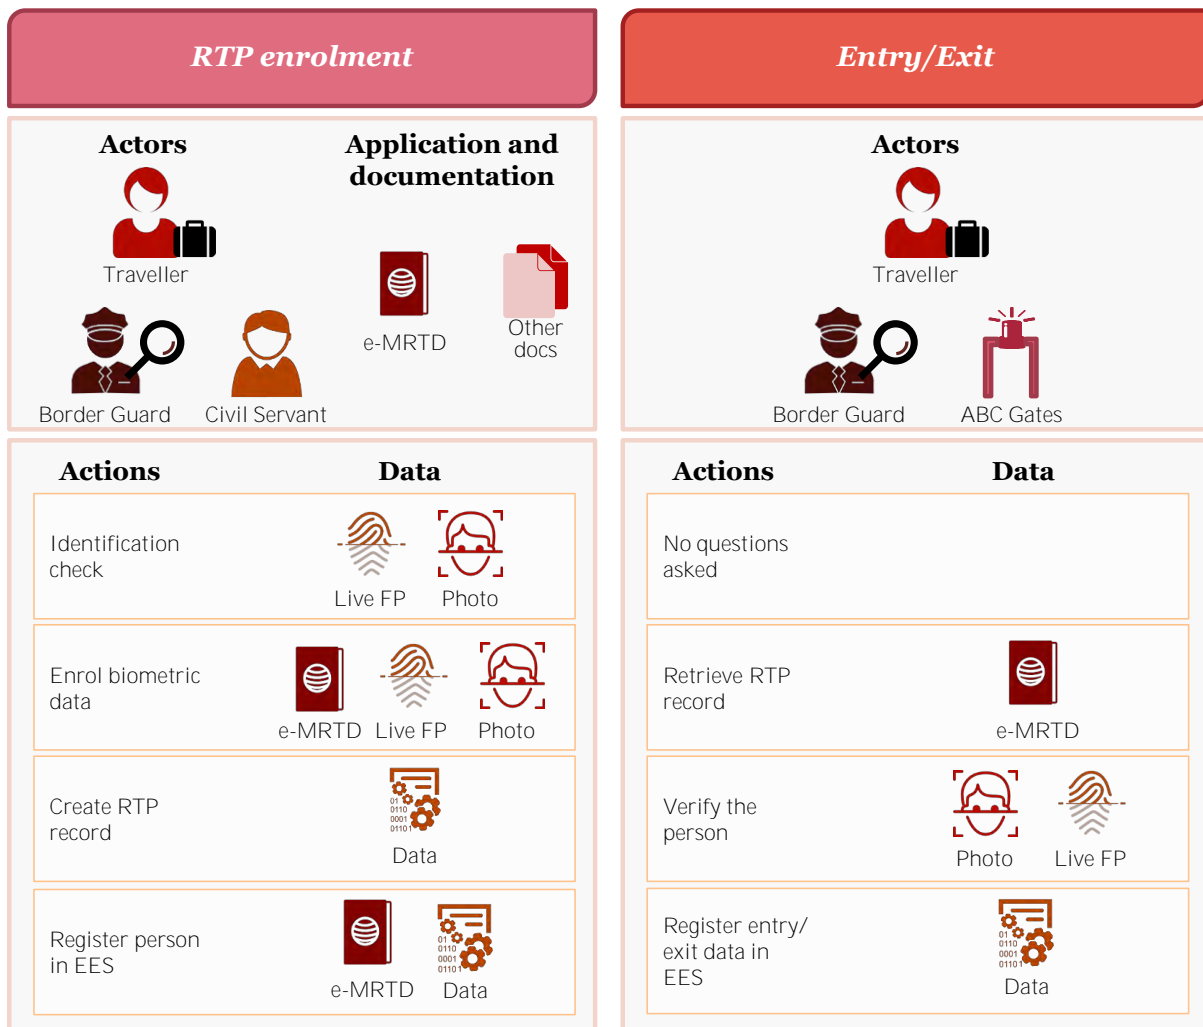 RTP enrolment
Actors
Application and
documentation
Traveller
e-MRTD
Other
docs
Border Guard
Civil Servant
Actions
Data
Identification
check
Live FP
Photo
Enrol biometric
data
e-MRTD
Live FP
Photo
Create RTP
record
01
0110
0001
01101
Data
Register person
in EES
01
0110
0001
01101
e-MRTD
Data
Entry/Exit
Actors
Traveller
Border Guard
ABC Gates
Actions
Data
No questions
asked
Retrieve RTP
record
e-MRTD
Verify the
person
Photo
Live FP
Register entry/
exit data in
EES
01
0110
0001
01101
Data